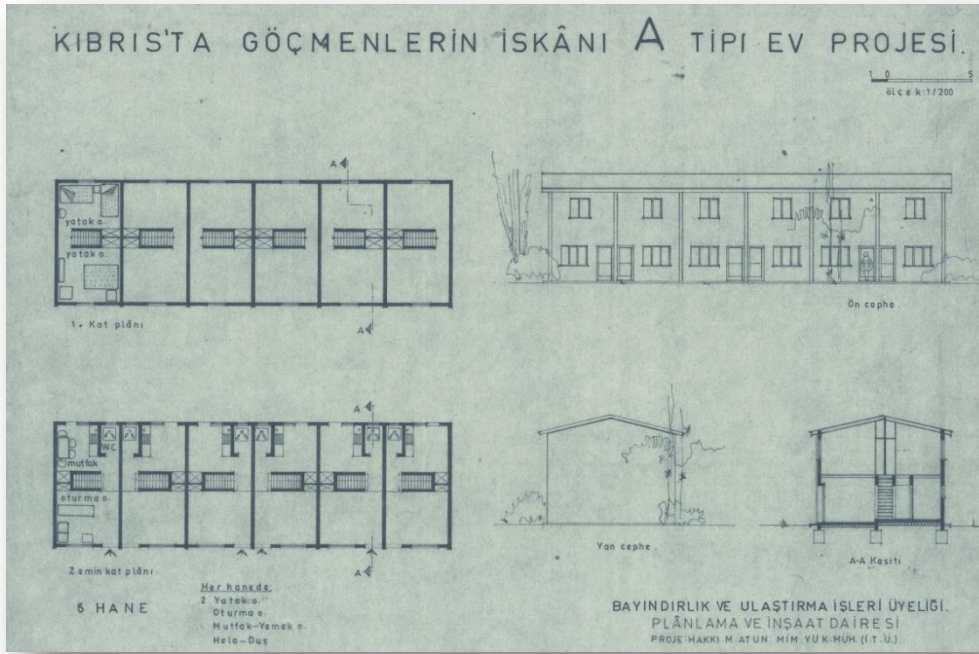 KIBRIS'TA GÖÇMENLERİN İSKÂNI A TİPİ EV PROJESİ.
1 0 5
ölçek:1/200
A
yatak o.
yatak o.
A
1. Kat plânı
Ön cephe.
A
WC
mutfak
oturma o.
A
Zemin kat plânı
Yan cephe.
A-A Kesiti
6 HANE
Her hanede:
2 Yatak o.
Oturma o.
Mutfak-Yemek o.
Hela-Duş
BAYINDIRLIK VE ULAŞTIRMA İŞLERİ ÜYELİĞİ.
PLÂNLAMA VE İNŞAAT DAİRESİ
PROJE: HAKKI M. ATUN MİM. YÜK. MÜH. (İ.T.Ü.)